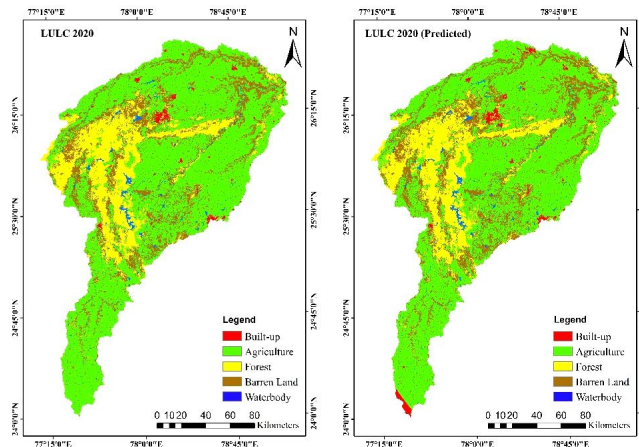 77°15'0"E 78°0'0"E 78°45'0"E
LULC 2020
N
26°15'0"N
25°30'0"N
24°45'0"N
24°0'0"N
Legend
Built-up
Agriculture
Forest
Barren Land
Waterbody
0 10 20 40 60 80
Kilometers
77°15'0"E 78°0'0"E 78°45'0"E
77°15'0"E 78°0'0"E 78°45'0"E
LULC 2020 (Predicted)
N
26°15'0"N
25°30'0"N
24°45'0"N
24°0'0"N
Legend
Built-up
Agriculture
Forest
Barren Land
Waterbody
0 10 20 40 60 80
Kilometers
77°15'0"E 78°0'0"E 78°45'0"E